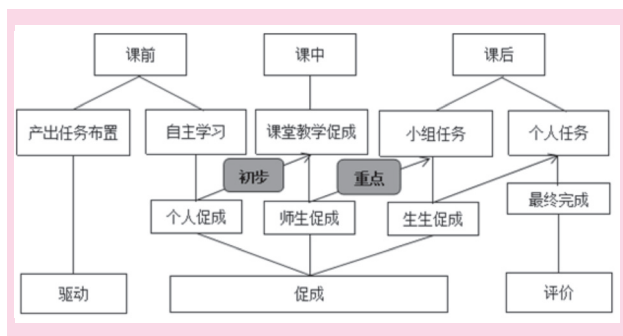 课前
课中
课后
产出任务布置
自主学习
课堂教学促成
小组任务
个人任务
初步
重点
个人促成
师生促成
生生促成
最终完成
驱动
促成
评价